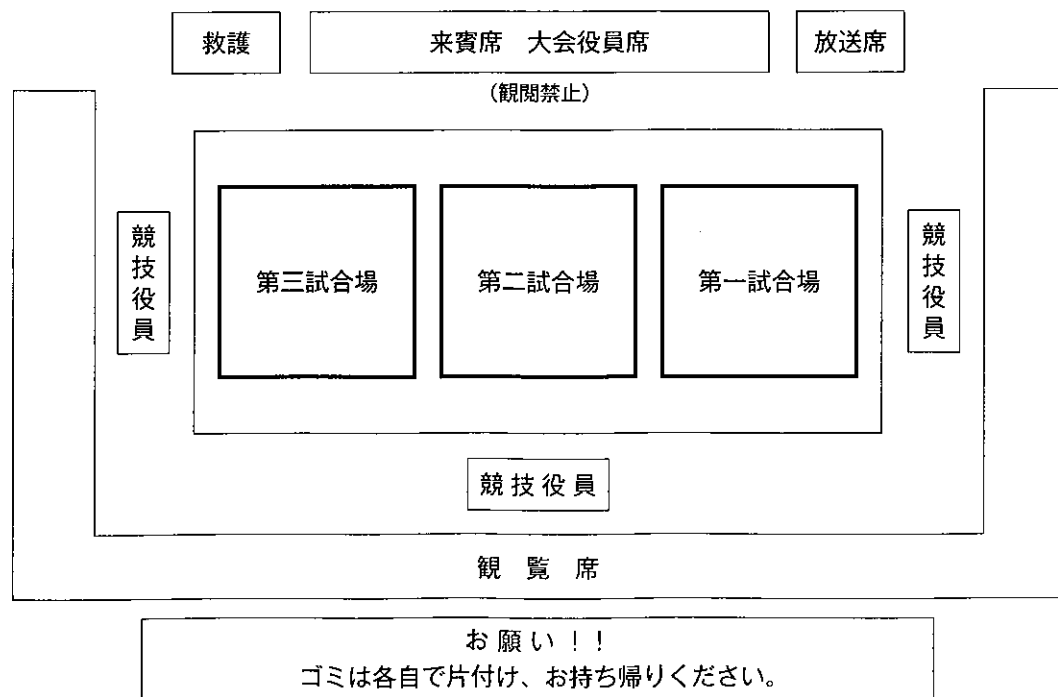 救護
来賓席 大会役員席
放送席
(観閲禁止)
競技役員
第三試合場
第二試合場
第一試合場
競技役員
競技役員
観覧席
お願い!!
ゴミは各自で片付け、お持ち帰りください。